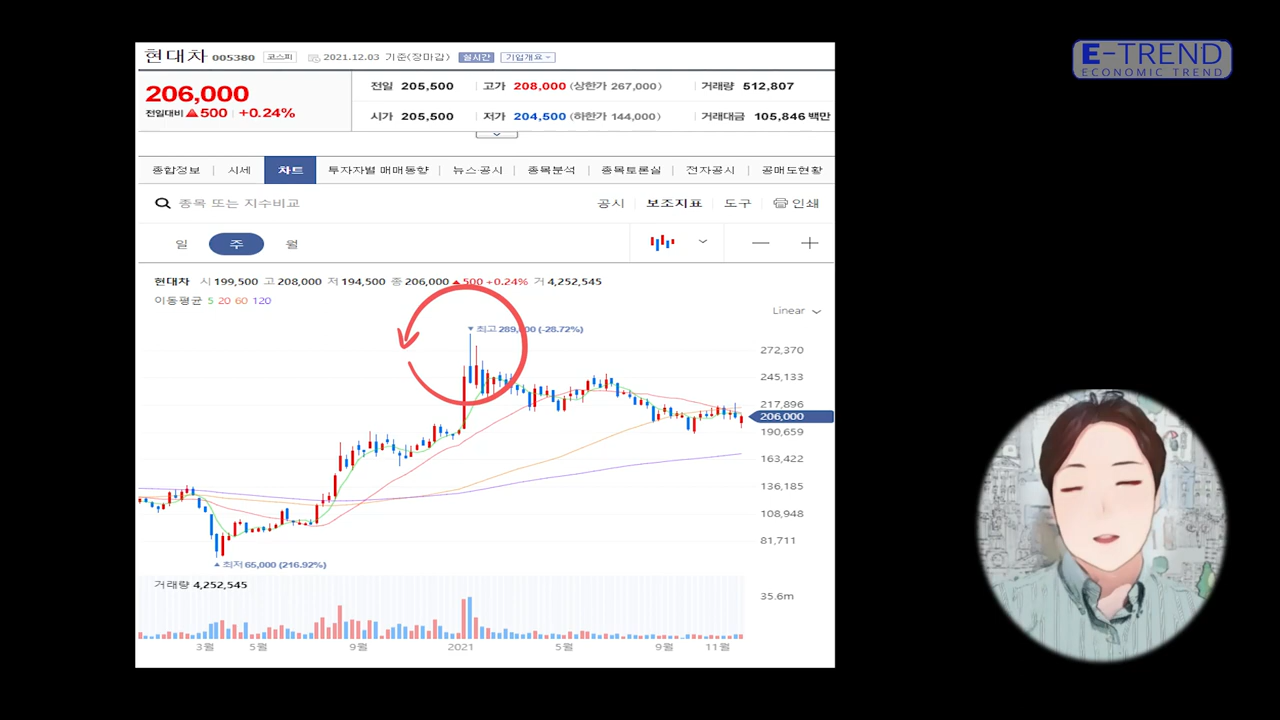 현대차 005380 코스피 2021.12.03 기준(장마감) 실시간 기업개요
E-TREND
ECONOMIC TREND
206,000
전일대비 ▲500 +0.24%
전일 205,500 고가 208,000 (상한가 267,000) 거래량 512,807
시가 205,500 저가 204,500 (하한가 144,000) 거래대금 105,846 백만
종합정보 시세 차트 투자자별 매매동향 뉴스·공시 종목분석 종목토론실 전자공시 공매도현황
종목 또는 지수비교 공시 보조지표 도구 인쇄
일 주 월
현대차 시 199,500 고 208,000 저 194,500 종 206,000 ▲500 +0.24% 거 4,252,545
이동평균 5 20 60 120
Linear
▼최고 289, 00 (-28.72%)
272,370
245,133
217,896
206,000
190,659
163,422
136,185
108,948
81,711
▲최저 65,000 (216.92%)
거래량 4,252,545
35.6m
3월 5월 9월 2021 5월 9월 11월